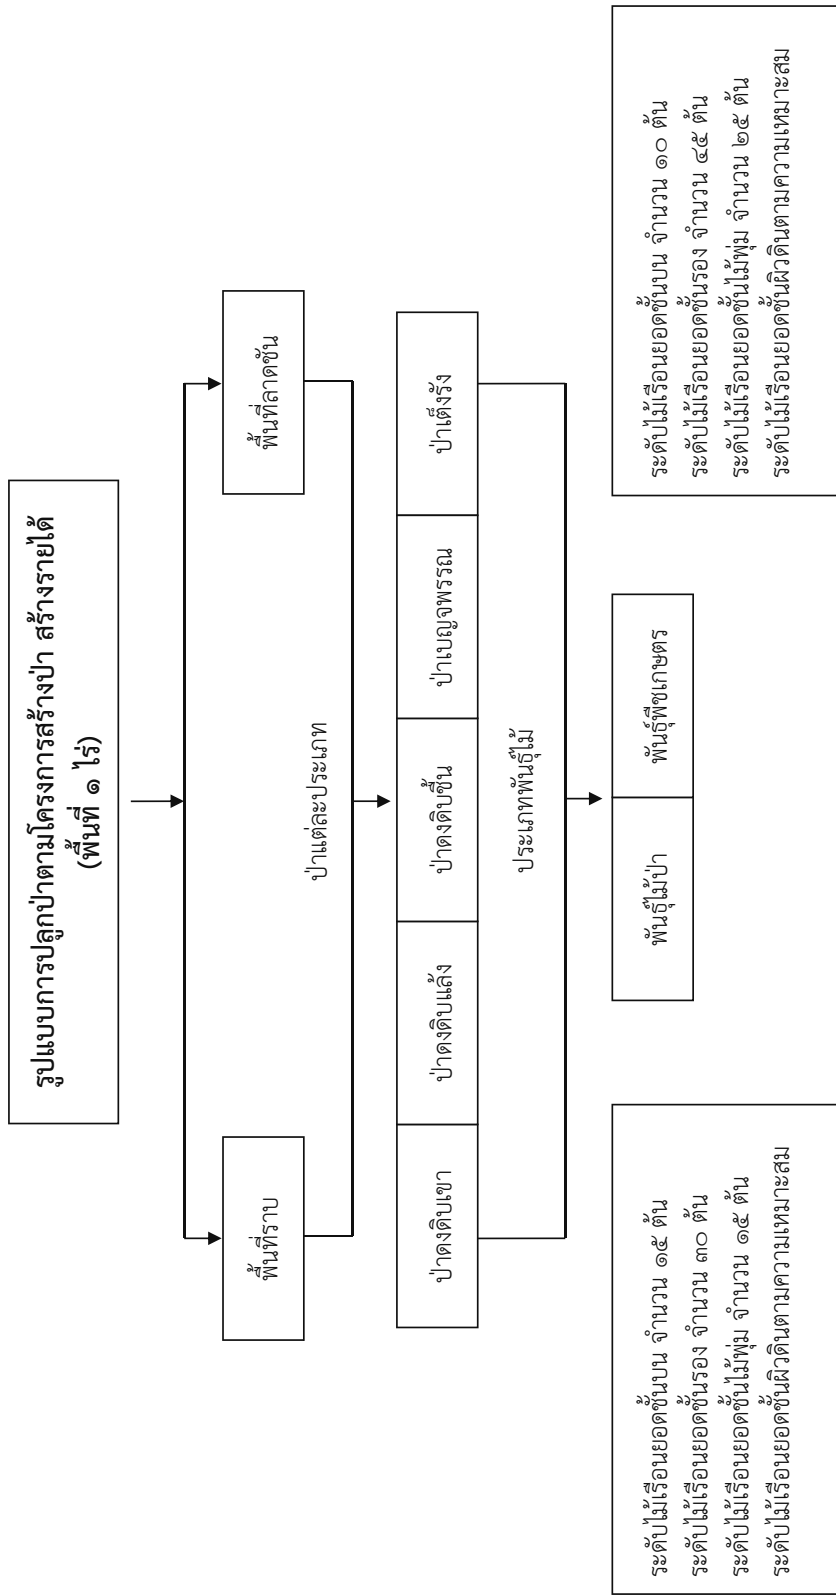 รูปแบบการปลูกป่าตามโครงการสร้างป่า สร้างรายได้
(พื้นที่ ๑ ไร่)
พื้นที่ราบ
พื้นที่ลาดชัน
ป่าแต่ละประเภท
ป่าดงดิบเขา
ป่าดงดิบแล้ง
ป่าดงดิบชื้น
ป่าเบญจพรรณ
ป่าเต็งรัง
ประเภทพันธุ์ไม้
ระดับไม้เรือนยอดชั้นบน จำนวน ๑๕ ต้น
ระดับไม้เรือนยอดชั้นรอง จำนวน ๓๐ ต้น
ระดับไม้เรือนยอดชั้นไม้พุ่ม จำนวน ๑๕ ต้น
ระดับไม้เรือนยอดชั้นผิวดินตามความเหมาะสม
พันธุ์ไม้ป่า
พันธุ์พืชเกษตร
ระดับไม้เรือนยอดชั้นบน จำนวน ๑๐ ต้น
ระดับไม้เรือนยอดชั้นรอง จำนวน ๔๕ ต้น
ระดับไม้เรือนยอดชั้นไม้พุ่ม จำนวน ๒๕ ต้น
ระดับไม้เรือนยอดชั้นผิวดินตามความเหมาะสม